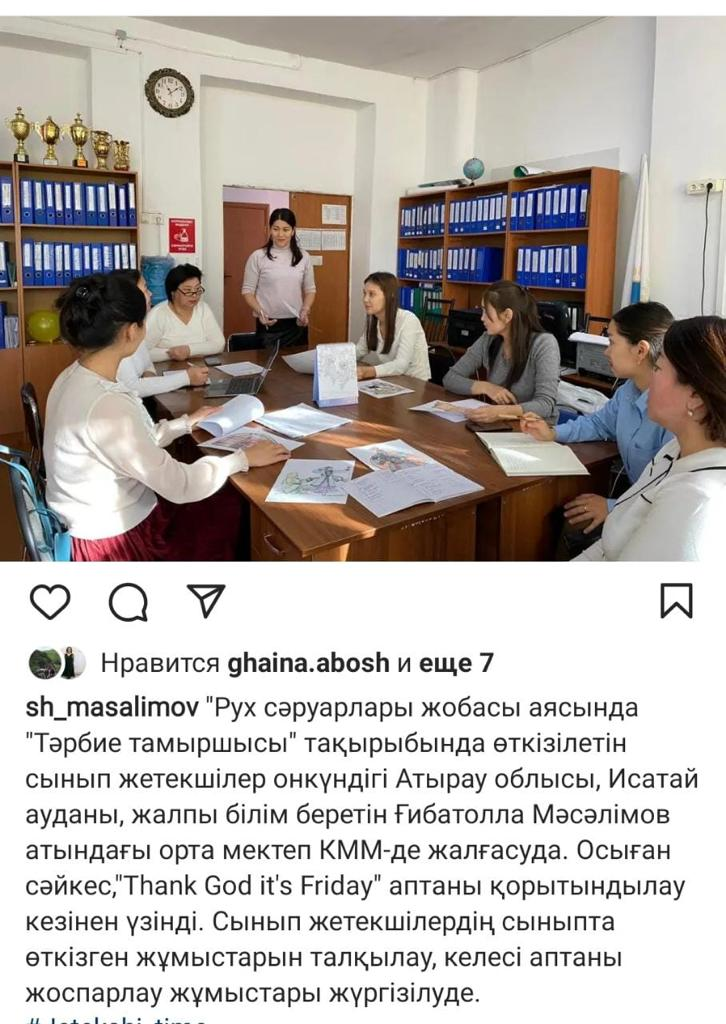 Нравится ghaina.abosh и еще 7
sh_masalimov "Рух сәруарлары жобасы аясында
"Тәрбие тамыршысы" тақырыбында өткізілетін
сынып жетекшілер онкүндігі Атырау облысы, Исатай
ауданы, жалпы білім беретін Ғибатолла Мәсәлімов
атындағы орта мектеп КММ-де жалғасуда. Осыған
сәйкес,"Thank God it's Friday" аптаны қорытындылау
кезінен үзінді. Сынып жетекшілердің сыныпта
өткізген жұмыстарын талқылау, келесі аптаны
жоспарлау жұмыстары жүргізілуде.